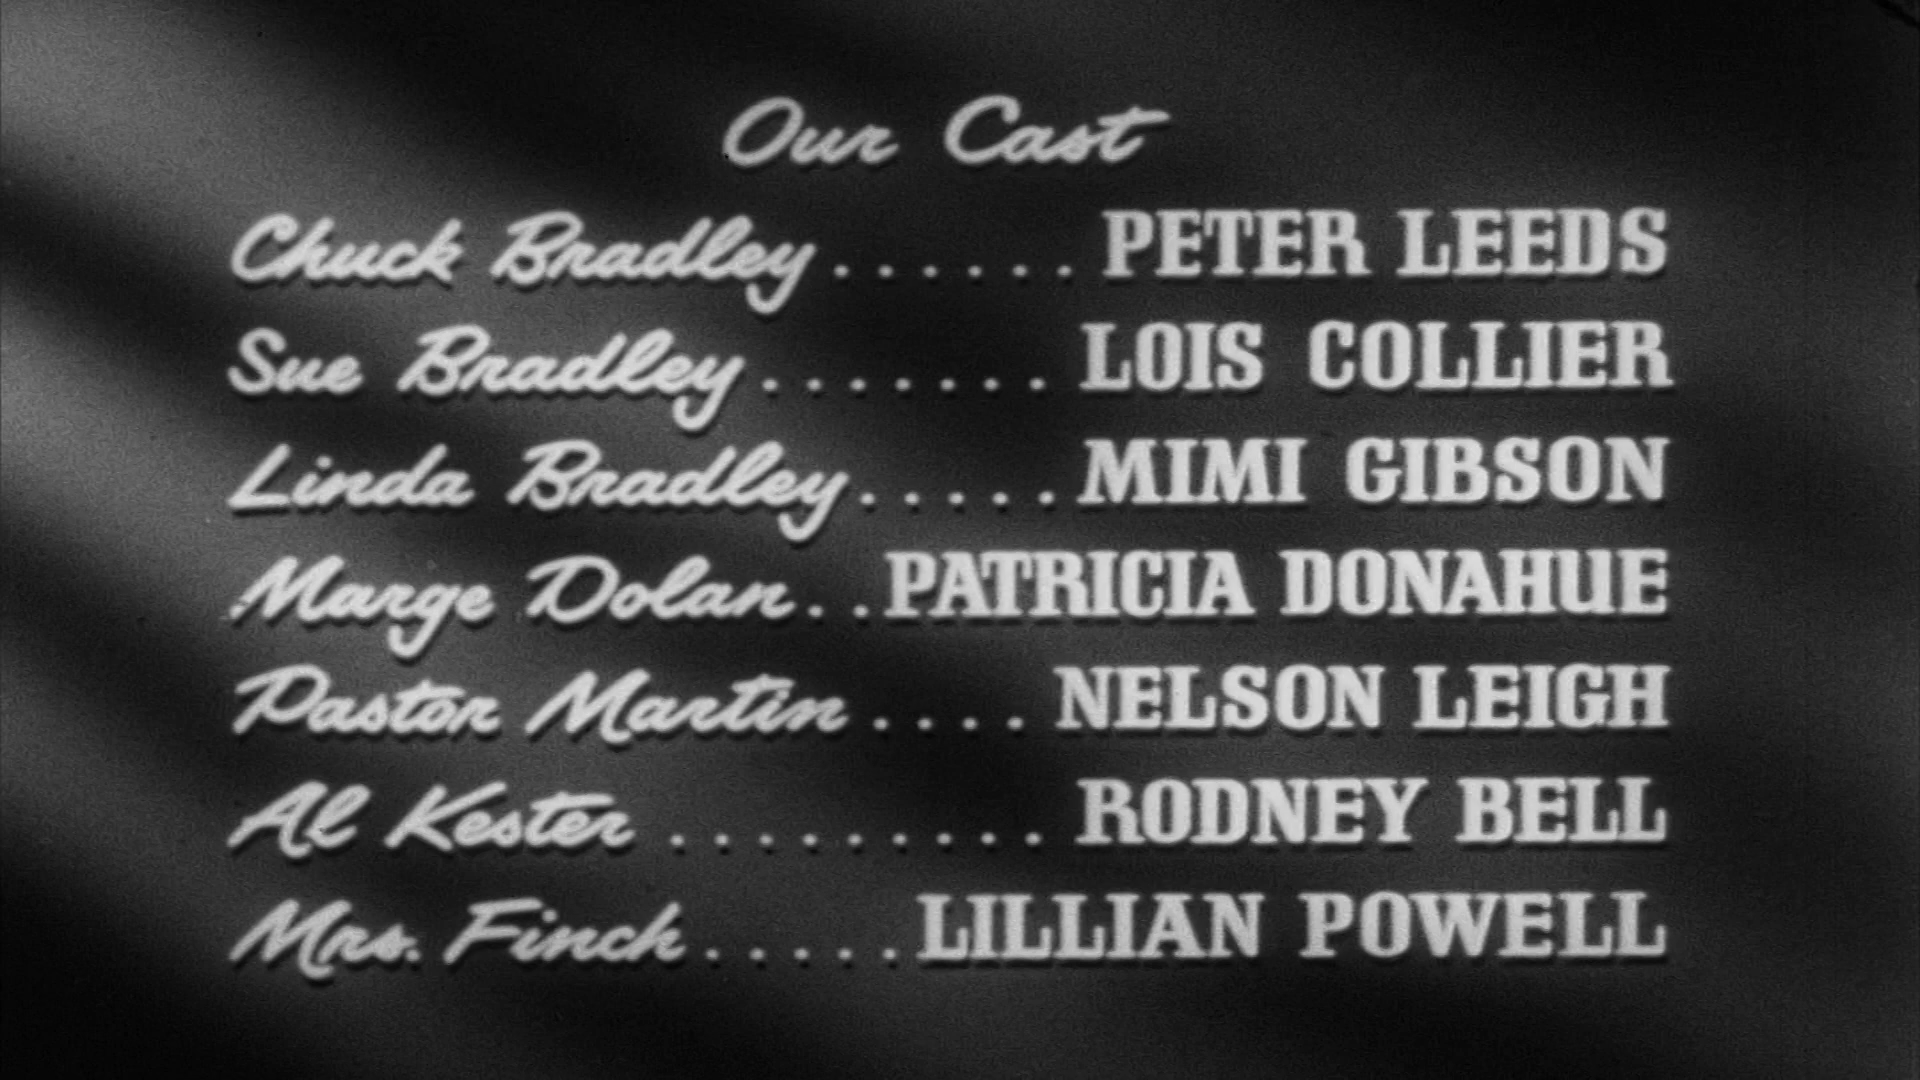 Our Cast
Chuck Bradley . . . . . . PETER LEEDS
Sue Bradley . . . . . . . LOIS COLLIER
Linda Bradley . . . . . MIMI GIBSON
Marge Dolan . . PATRICIA DONAHUE
Pastor Martin . . . . NELSON LEIGH
Al Kester . . . . . . . . . RODNEY BELL
Mrs. Finch . . . . . LILLIAN POWELL